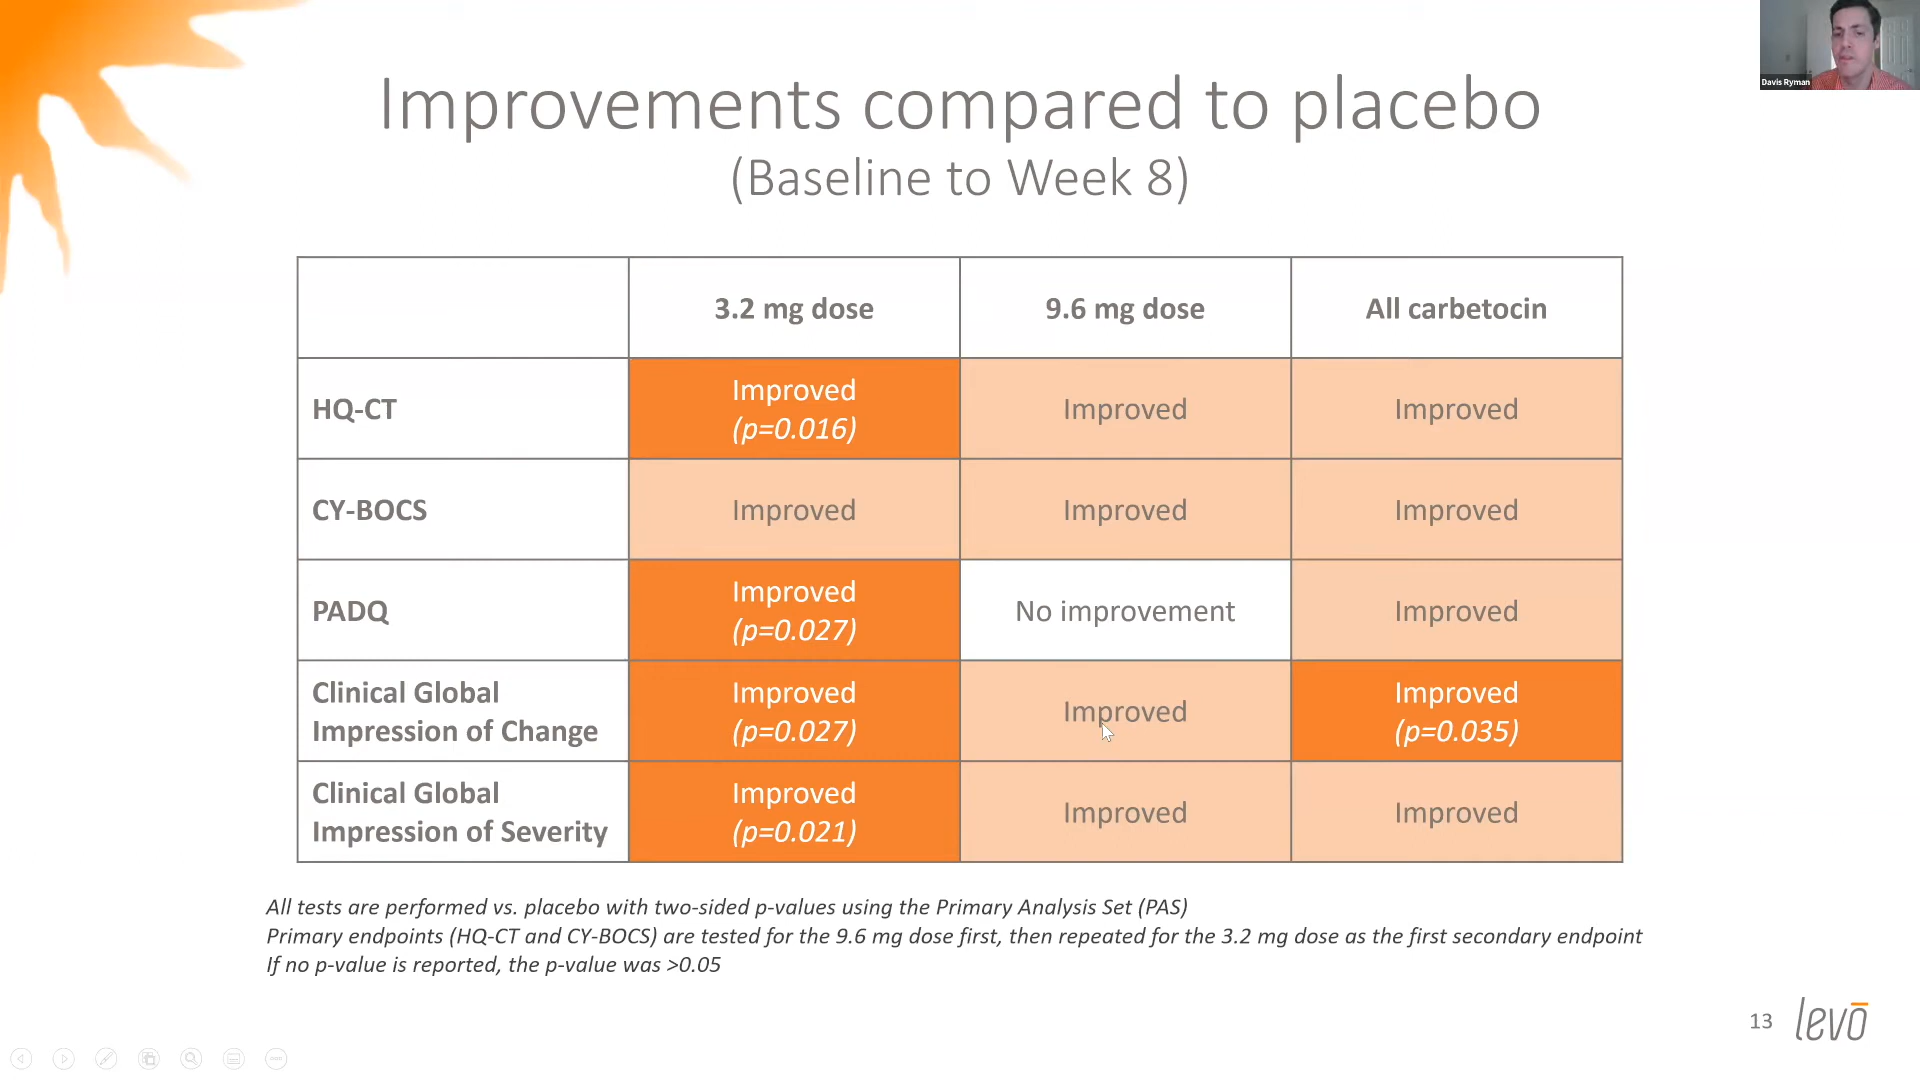 Davis Ryman
Improvements compared to placebo
(Baseline to Week 8)
3.2 mg dose
9.6 mg dose
All carbetocin
HQ-CT
Improved
(p=0.016)
Improved
Improved
CY-BOCS
Improved
Improved
Improved
PADQ
Improved
(p=0.027)
No improvement
Improved
Clinical Global
Impression of Change
Improved
(p=0.027)
Improved
Improved
(p=0.035)
Clinical Global
Impression of Severity
Improved
(p=0.021)
Improved
Improved
All tests are performed vs. placebo with two-sided p-values using the Primary Analysis Set (PAS)
Primary endpoints (HQ-CT and CY-BOCS) are tested for the 9.6 mg dose first, then repeated for the 3.2 mg dose as the first secondary endpoint
If no p-value is reported, the p-value was >0.05
13
levō